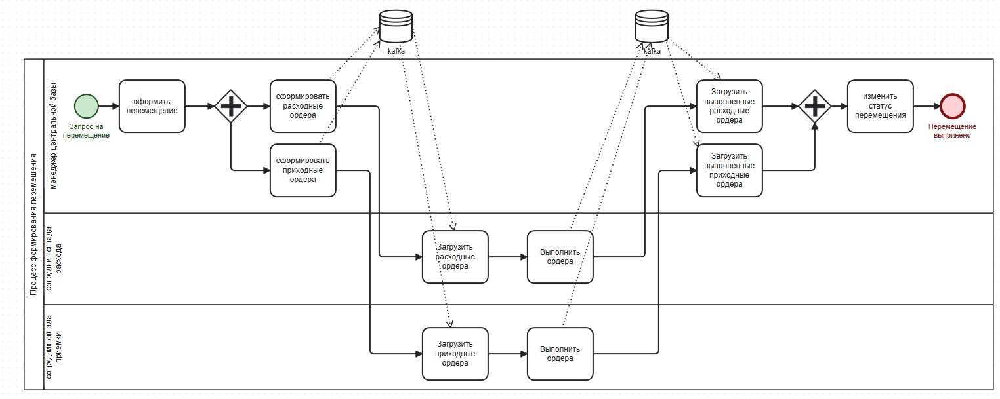 kafka
kafka
Процесс формирования перемещения
менеджер центральной базы
Запрос на
перемещение
оформить
перемещение
сформировать
расходные
ордера
сформировать
приходные
ордера
Загрузить
выполненные
расходные
ордера
Загрузить
выполненные
приходные
ордера
изменить
статус
перемещения
Перемещение
выполнено
сотрудник склада
расхода
Загрузить
расходные
ордера
Выполнить
ордера
сотрудник склада
приемки
Загрузить
приходные
ордера
Выполнить
ордера